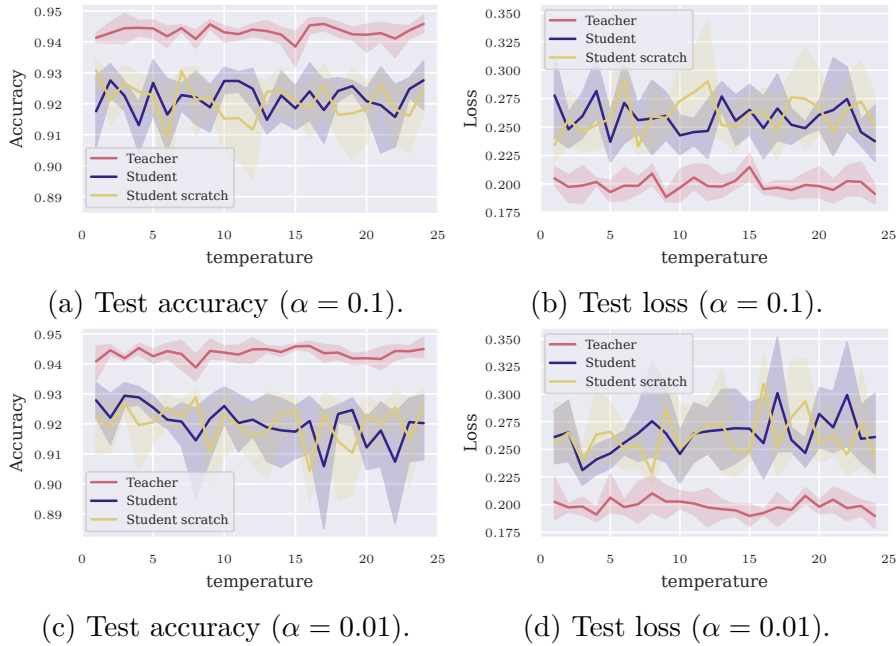 0.95
0.94
0.93
0.92
0.91
0.90
0.89
Accuracy
Teacher
Student
Student scratch
0 5 10 15 20 25
temperature
(a) Test accuracy (α = 0.1).
0.350
0.325
0.300
0.275
0.250
0.225
0.200
0.175
Loss
Teacher
Student
Student scratch
0 5 10 15 20 25
temperature
(b) Test loss (α = 0.1).
0.95
0.94
0.93
0.92
0.91
0.90
0.89
Accuracy
Teacher
Student
Student scratch
0 5 10 15 20 25
temperature
(c) Test accuracy (α = 0.01).
0.350
0.325
0.300
0.275
0.250
0.225
0.200
0.175
Loss
Teacher
Student
Student scratch
0 5 10 15 20 25
temperature
(d) Test loss (α = 0.01).